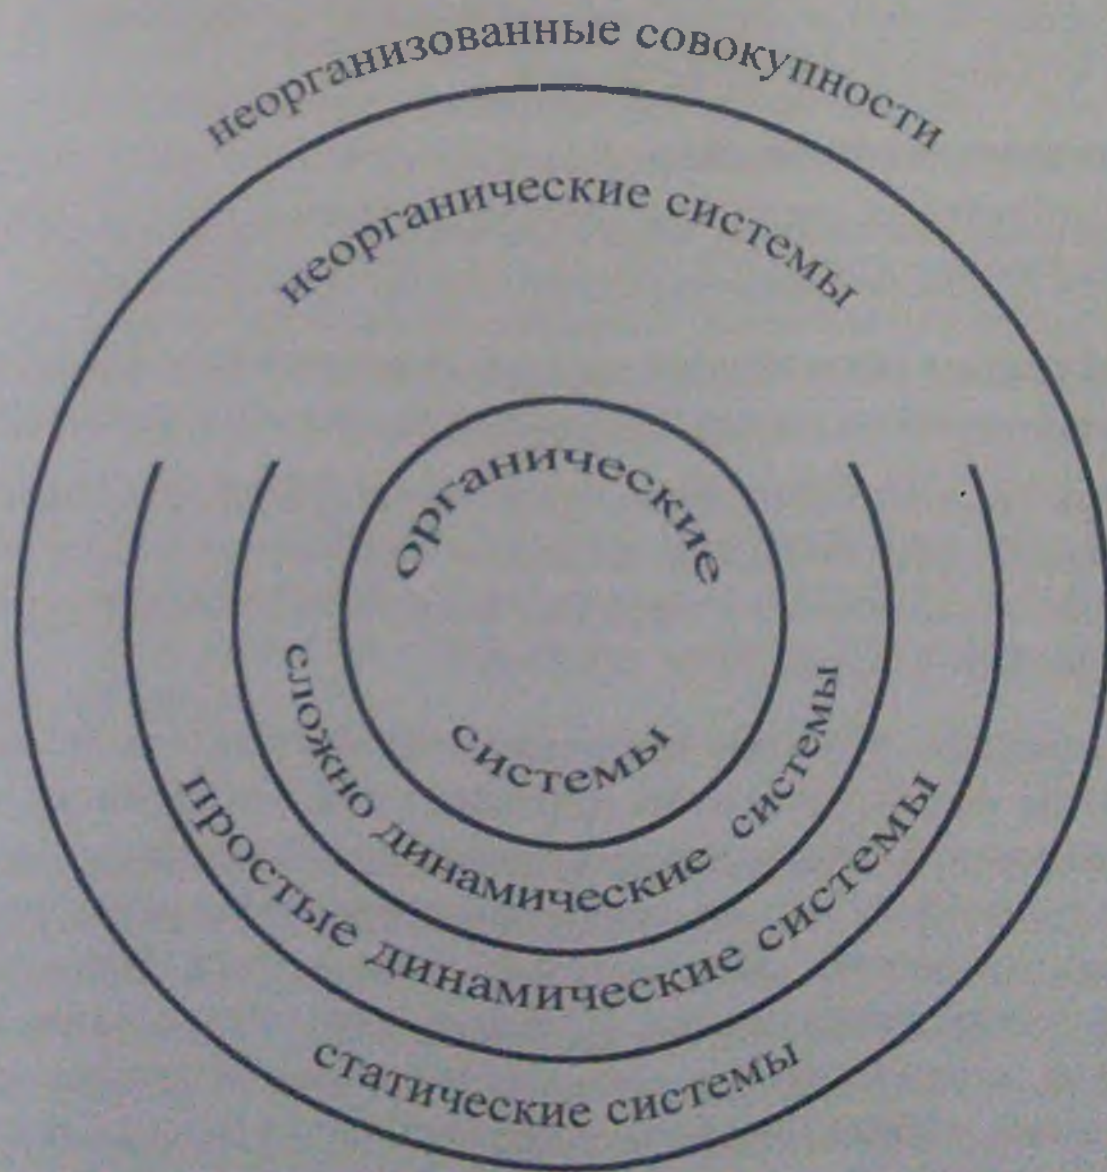 неорганизованные совокупности
неорганические системы
органические
системы
сложно динамические системы
простые динамические системы
статические системы